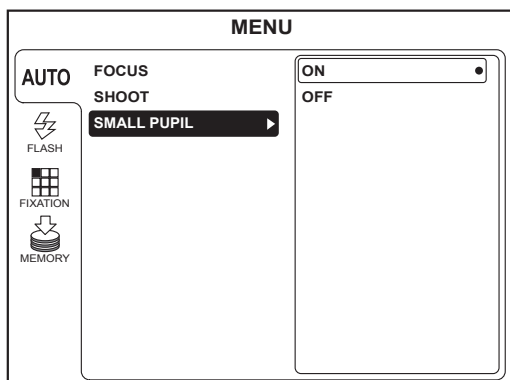 MENU
AUTO
FLASH
FIXATION
MEMORY
FOCUS
SHOOT
SMALL PUPIL
ON
OFF